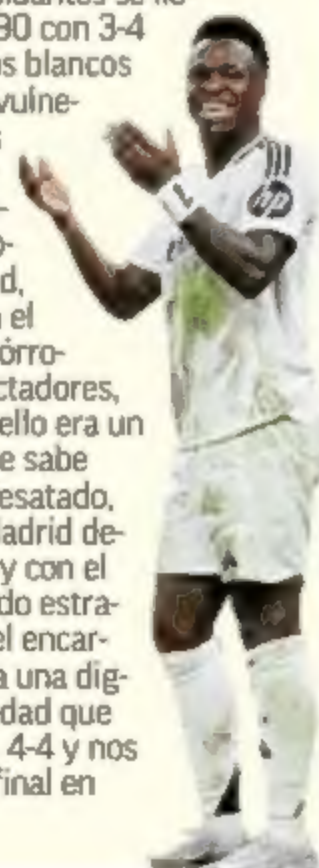 90 con 3-4
s blancos
vulne-
s
-
o-
d,
el
órro-
ctadores,
ello era un
e sabe
esatado,
adrid de-
y con el
do estra-
el encar-
a una dig-
dad que
4-4 y nos
final en
hp